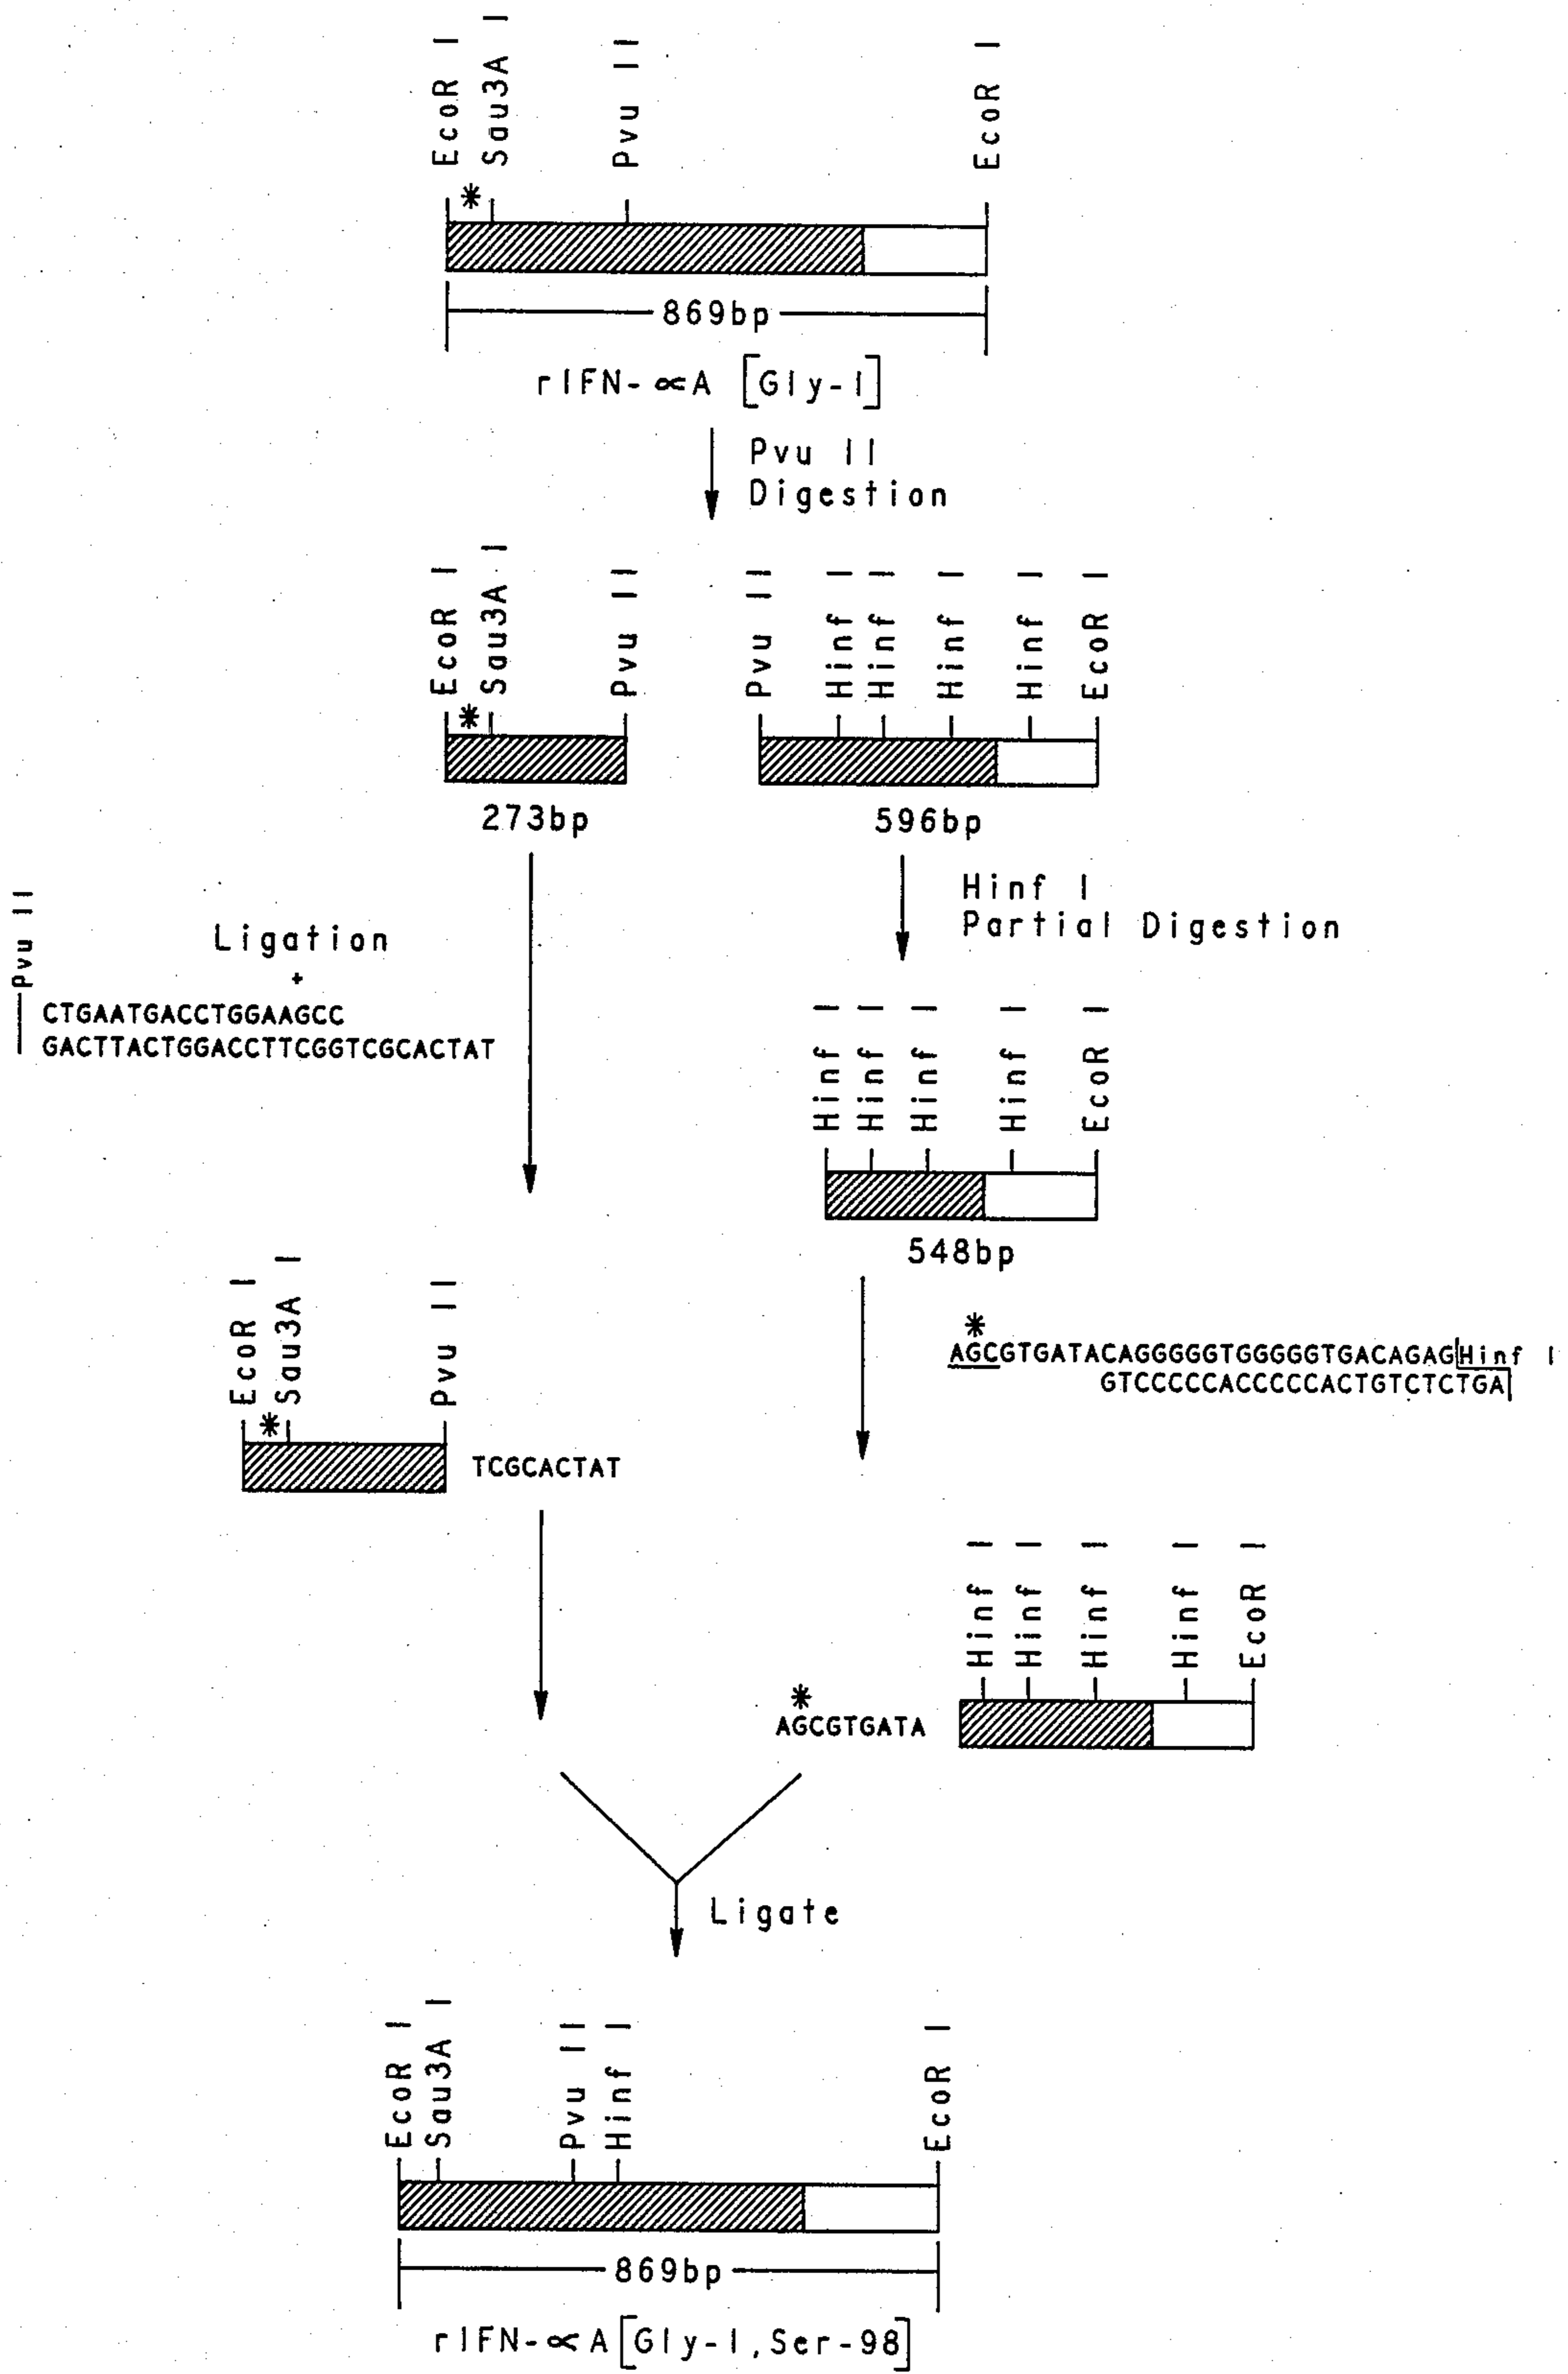 EcoR I
Sau3A I
Pvu II
EcoR I
*
869bp
rIFN-∝A [Gly-1]
Pvu II
Digestion
EcoR I
Sau3A I
Pvu II
Pvu II
Hinf I
Hinf I
Hinf I
Hinf I
EcoR I
*
273bp
596bp
Hinf I
Partial Digestion
Pvu II
Ligation
+
CTGAATGACCTGGAAGCC
GACTTACTGGACCTTCGGTCGCACTAT
Hinf I
Hinf I
Hinf I
Hinf I
EcoR I
548bp
*
AGCGTGATACAGGGGGTGGGGGTGACAGAG Hinf I
GTCCCCCACCCCCACTGTCTCTGA
EcoR I
Sau3A I
Pvu II
*
TCGCACTAT
Hinf I
Hinf I
Hinf I
Hinf I
EcoR I
*
AGCGTGATA
Ligate
EcoR I
Sau3A I
Pvu II
Hinf I
EcoR I
869bp
rIFN-∝A[Gly-1,Ser-98]